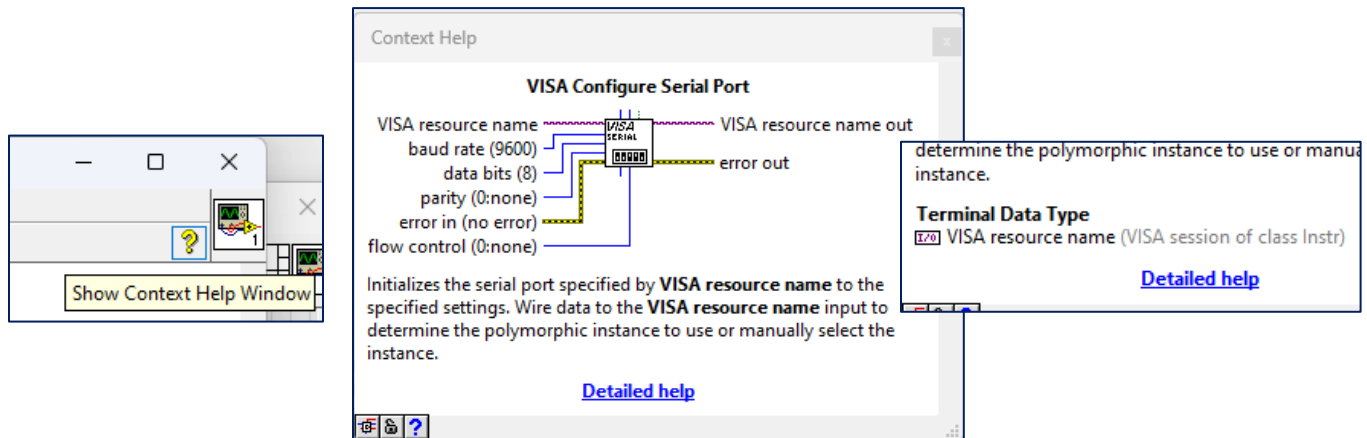 1
Show Context Help Window
Context Help
x
VISA Configure Serial Port
VISA resource name
VISA resource name out
VISA
SERIAL
baud rate (9600)
error out
data bits (8)
parity (0:none)
error in (no error)
flow control (0:none)
Initializes the serial port specified by VISA resource name to the
specified settings. Wire data to the VISA resource name input to
determine the polymorphic instance to use or manually select the
instance.
Detailed help
?
determine the polymorphic instance to use or manua
instance.
Terminal Data Type
I/O VISA resource name (VISA session of class Instr)
Detailed help